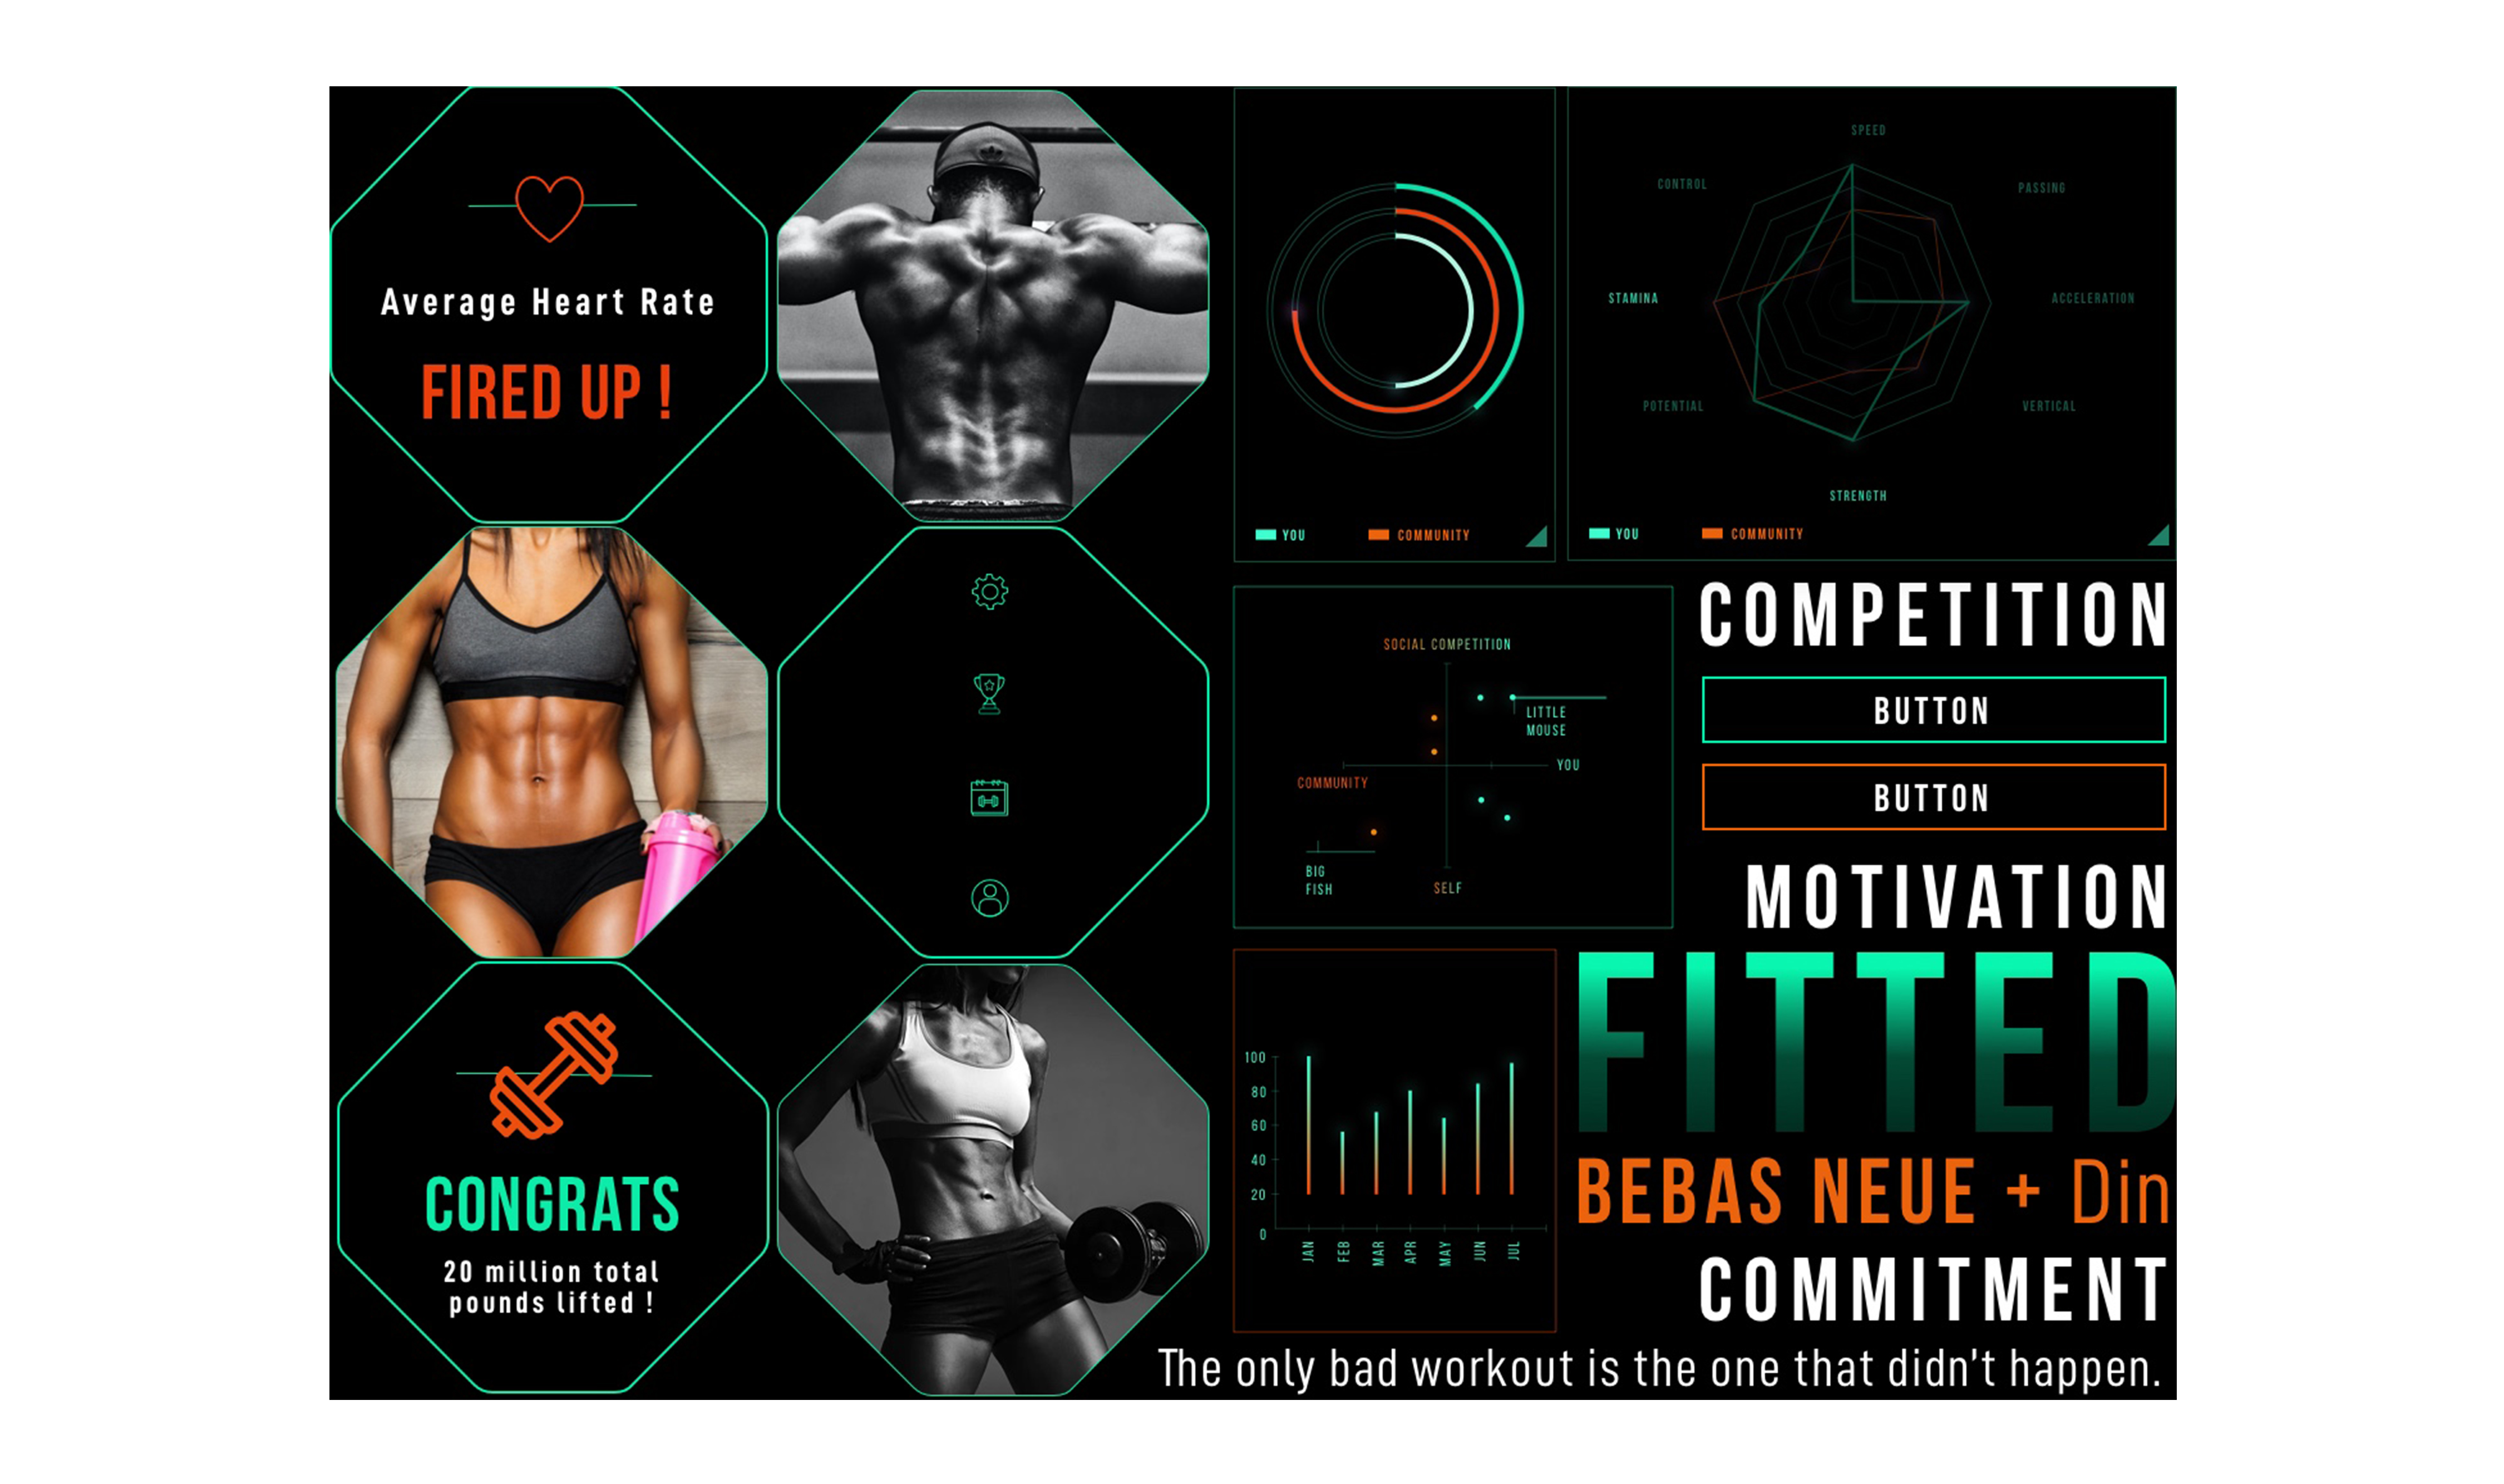 Average Heart Rate
FIRED UP !
CONGRATS
20 million total
pounds lifted !
YOU
COMMUNITY
SPEED
CONTROL
PASSING
STAMINA
ACCELERATION
POTENTIAL
VERTICAL
STRENGTH
YOU
COMMUNITY
SOCIAL COMPETITION
LITTLE
MOUSE
YOU
COMMUNITY
BIG
FISH
SELF
COMPETITION
BUTTON
BUTTON
MOTIVATION
FITTED
100
80
60
40
20
0
JAN
FEB
MAR
APR
MAY
JUN
JUL
BEBAS NEUE + Din
COMMITMENT
The only bad workout is the one that didn't happen.